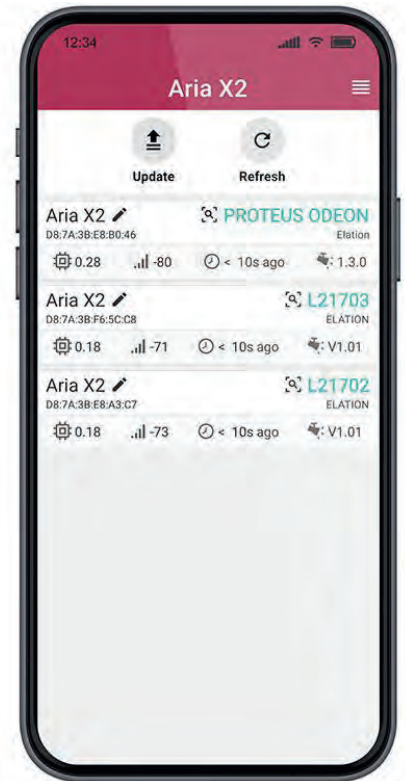 12:34
Aria X2
Update Refresh
Aria X2 PROTEUS ODEON
D8:7A:3B:E8:B0:46 Elation
0.28 -80 < 10s ago : 1.3.0
Aria X2 L21703
D8:7A:3B:F6:5C:C8 ELATION
0.18 -71 < 10s ago : V1.01
Aria X2 L21702
D8:7A:3B:E8:A3:C7 ELATION
0.18 -73 < 10s ago : V1.01